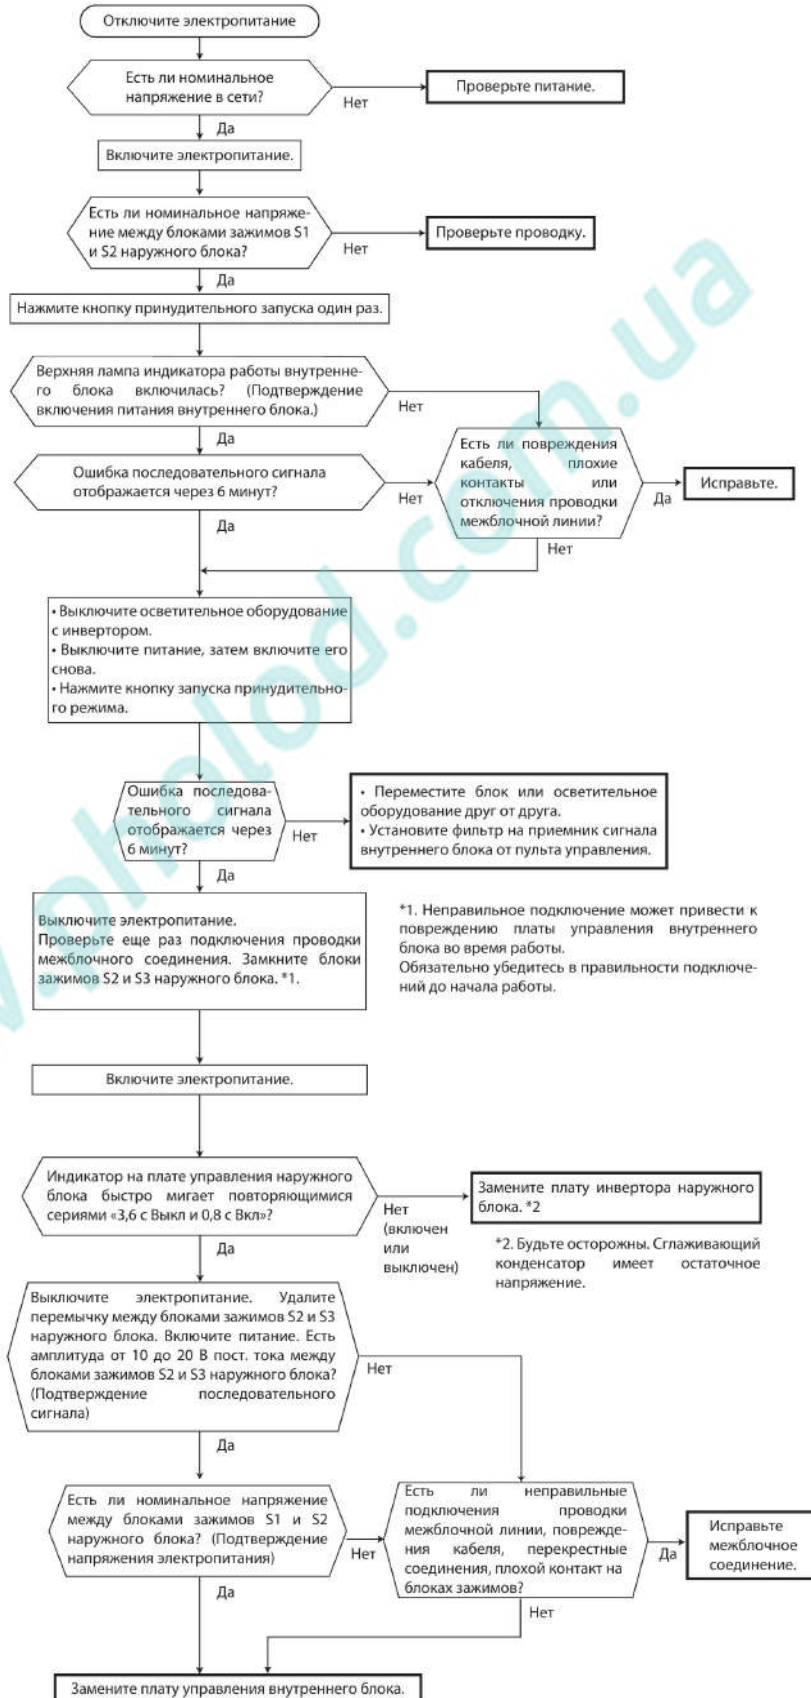 Отключите электропитание
Есть ли номинальное
напряжение в сети?
Нет
Проверьте питание.
Да
Включите электропитание.
Есть ли номинальное напряже-
ние между блоками зажимов S1
и S2 наружного блока?
Нет
Проверьте проводку.
Да
Нажмите кнопку принудительного запуска один раз.
Верхняя лампа индикатора работы внутренне-
го блока включилась? (Подтверждение
включения питания внутреннего блока.)
Нет
Да
Ошибка последовательного сигнала
отображается через 6 минут?
Нет
Есть ли повреждения
кабеля, плохие
контакты или
отключения проводки
межблочной линии?
Да
Исправьте.
Да
Нет
• Выключите осветительное оборудование
с инвертором.
• Выключите питание, затем включите его
снова.
• Нажмите кнопку запуска принудительно-
го режима.
Ошибка последова-
тельного сигнала
отображается через
6 минут?
Нет
• Переместите блок или осветительное
оборудование друг от друга.
• Установите фильтр на приемник сигнала
внутреннего блока от пульта управления.
Да
Выключите электропитание.
Проверьте еще раз подключения проводки
межблочного соединения. Замкните блоки
зажимов S2 и S3 наружного блока. *1.
*1. Неправильное подключение может привести к
повреждению платы управления внутреннего
блока во время работы.
Обязательно убедитесь в правильности подключе-
ний до начала работы.
Включите электропитание.
Индикатор на плате управления наружного
блока быстро мигает повторяющимися
сериями «3,6 с Выкл и 0,8 с Вкл»?
Нет
(включен
или
выключен)
Замените плату инвертора наружного
блока. *2
*2. Будьте осторожны. Сглаживающий
конденсатор имеет остаточное
напряжение.
Да
Выключите электропитание. Удалите
перемычку между блоками зажимов S2 и S3
наружного блока. Включите питание. Есть
амплитуда от 10 до 20 В пост. тока между
блоками зажимов S2 и S3 наружного блока?
(Подтверждение последовательного
сигнала)
Нет
Да
Есть ли номинальное напряжение
между блоками зажимов S1 и S2
наружного блока? (Подтверждение
напряжения электропитания)
Нет
Есть ли неправильные
подключения проводки
межблочной линии, поврежде-
ния кабеля, перекрестные
соединения, плохой контакт на
блоках зажимов?
Да
Исправьте
межблочное
соединение.
Да
Нет
Замените плату управления внутреннего блока.
w.pholod.com.ua